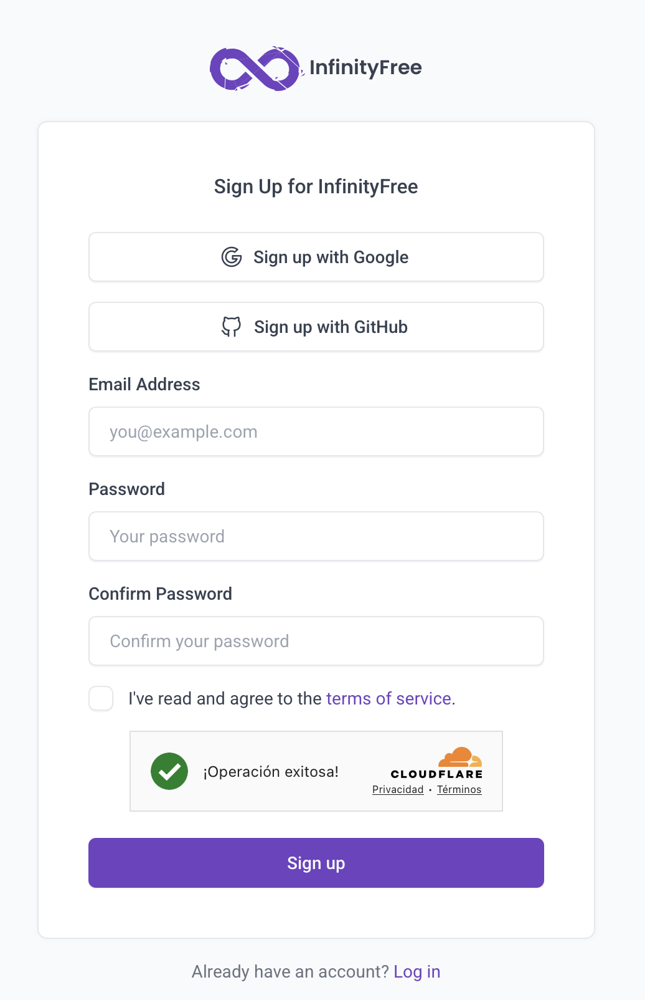 InfinityFree
Sign Up for InfinityFree
Sign up with Google
Sign up with GitHub
Email Address
you@example.com
Password
Your password
Confirm Password
Confirm your password
I've read and agree to the terms of service.
¡Operación exitosa!
CLOUDFLARE
Privacidad • Términos
Sign up
Already have an account? Log in